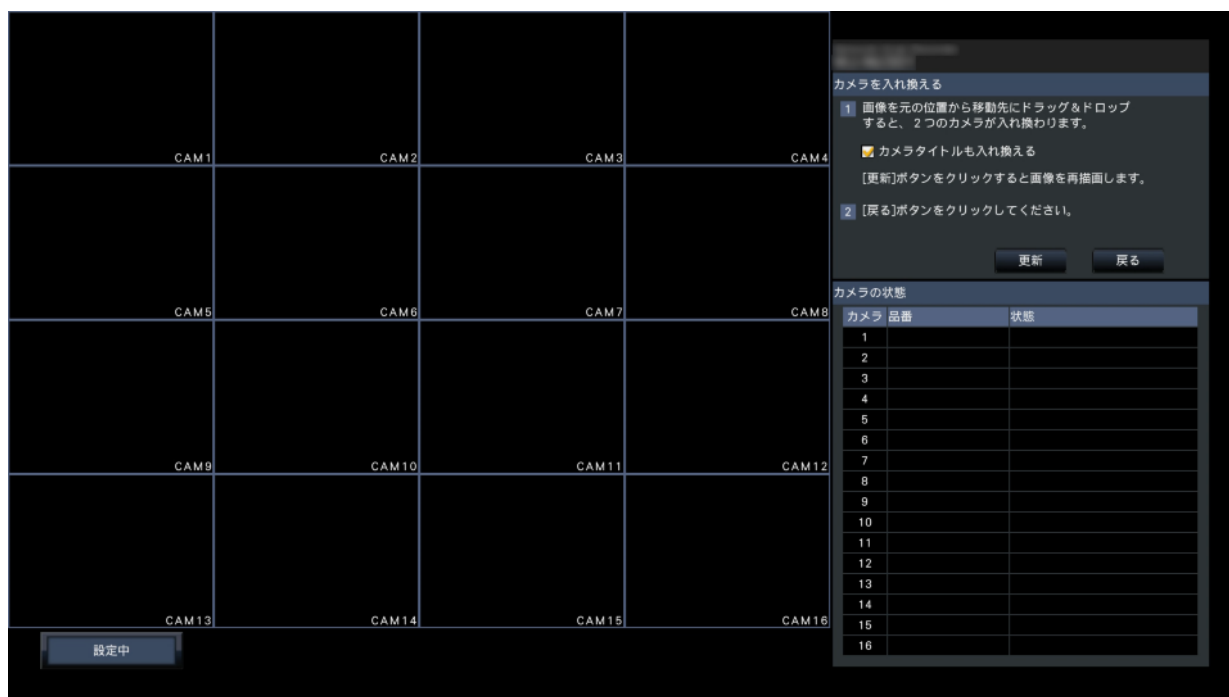 CAM1
CAM2
CAM3
CAM4
CAM5
CAM6
CAM7
CAM8
CAM9
CAM10
CAM11
CAM12
CAM13
CAM14
CAM15
CAM16
設定中
カメラを入れ換える
1 画像を元の位置から移動先にドラッグ&ドロップ
すると、2つのカメラが入れ換わります。
カメラタイトルも入れ換える
[更新]ボタンをクリックすると画像を再描画します。
2 [戻る]ボタンをクリックしてください。
更新 戻る
カメラの状態
カメラ 品番 状態
1
2
3
4
5
6
7
8
9
10
11
12
13
14
15
16